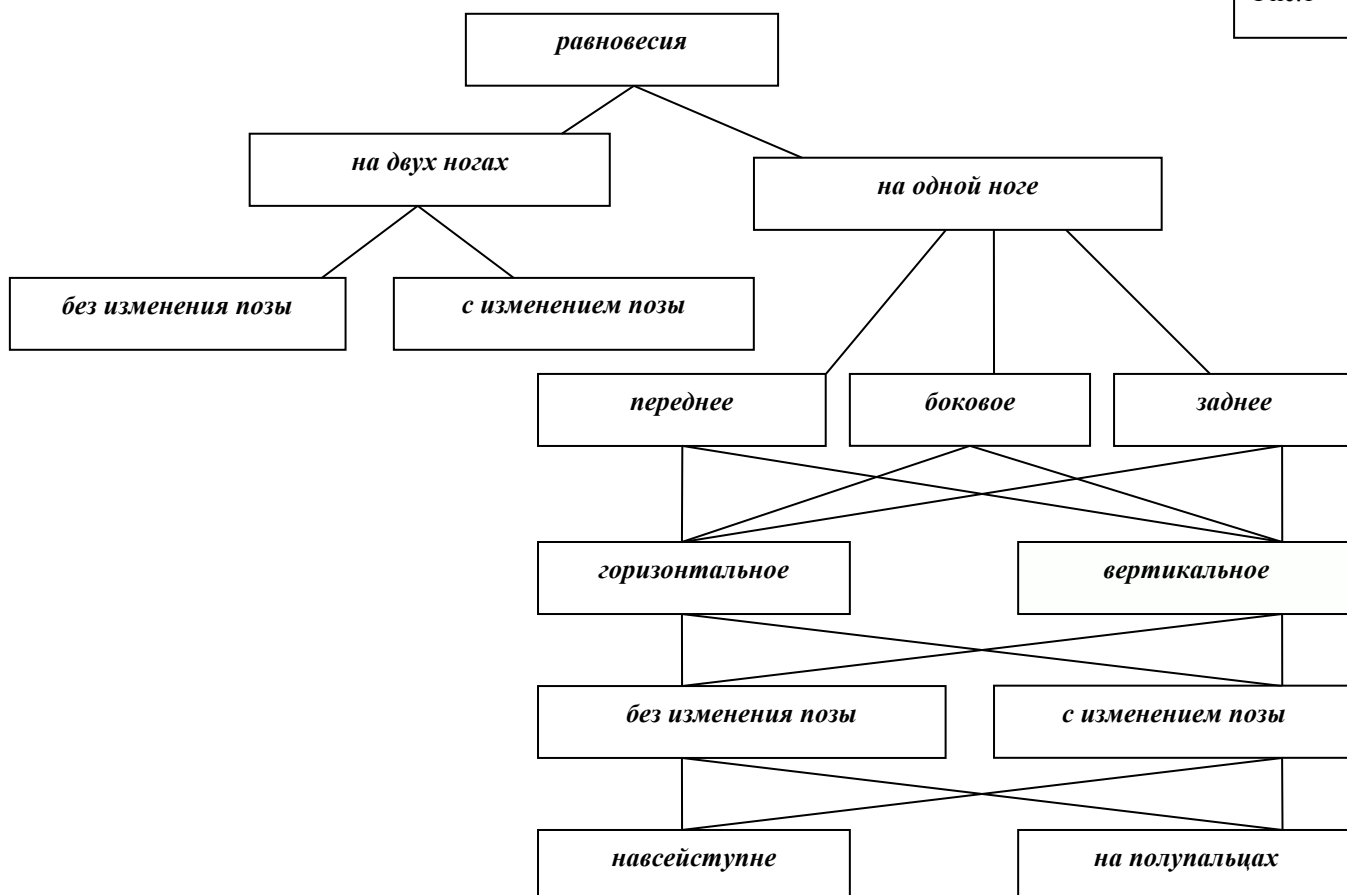 равновесия
на двух ногах
на одной ноге
без изменения позы
с изменением позы
переднее
боковое
заднее
горизонтальное
вертикальное
без изменения позы
с изменением позы
навсейступне
на полупальцах